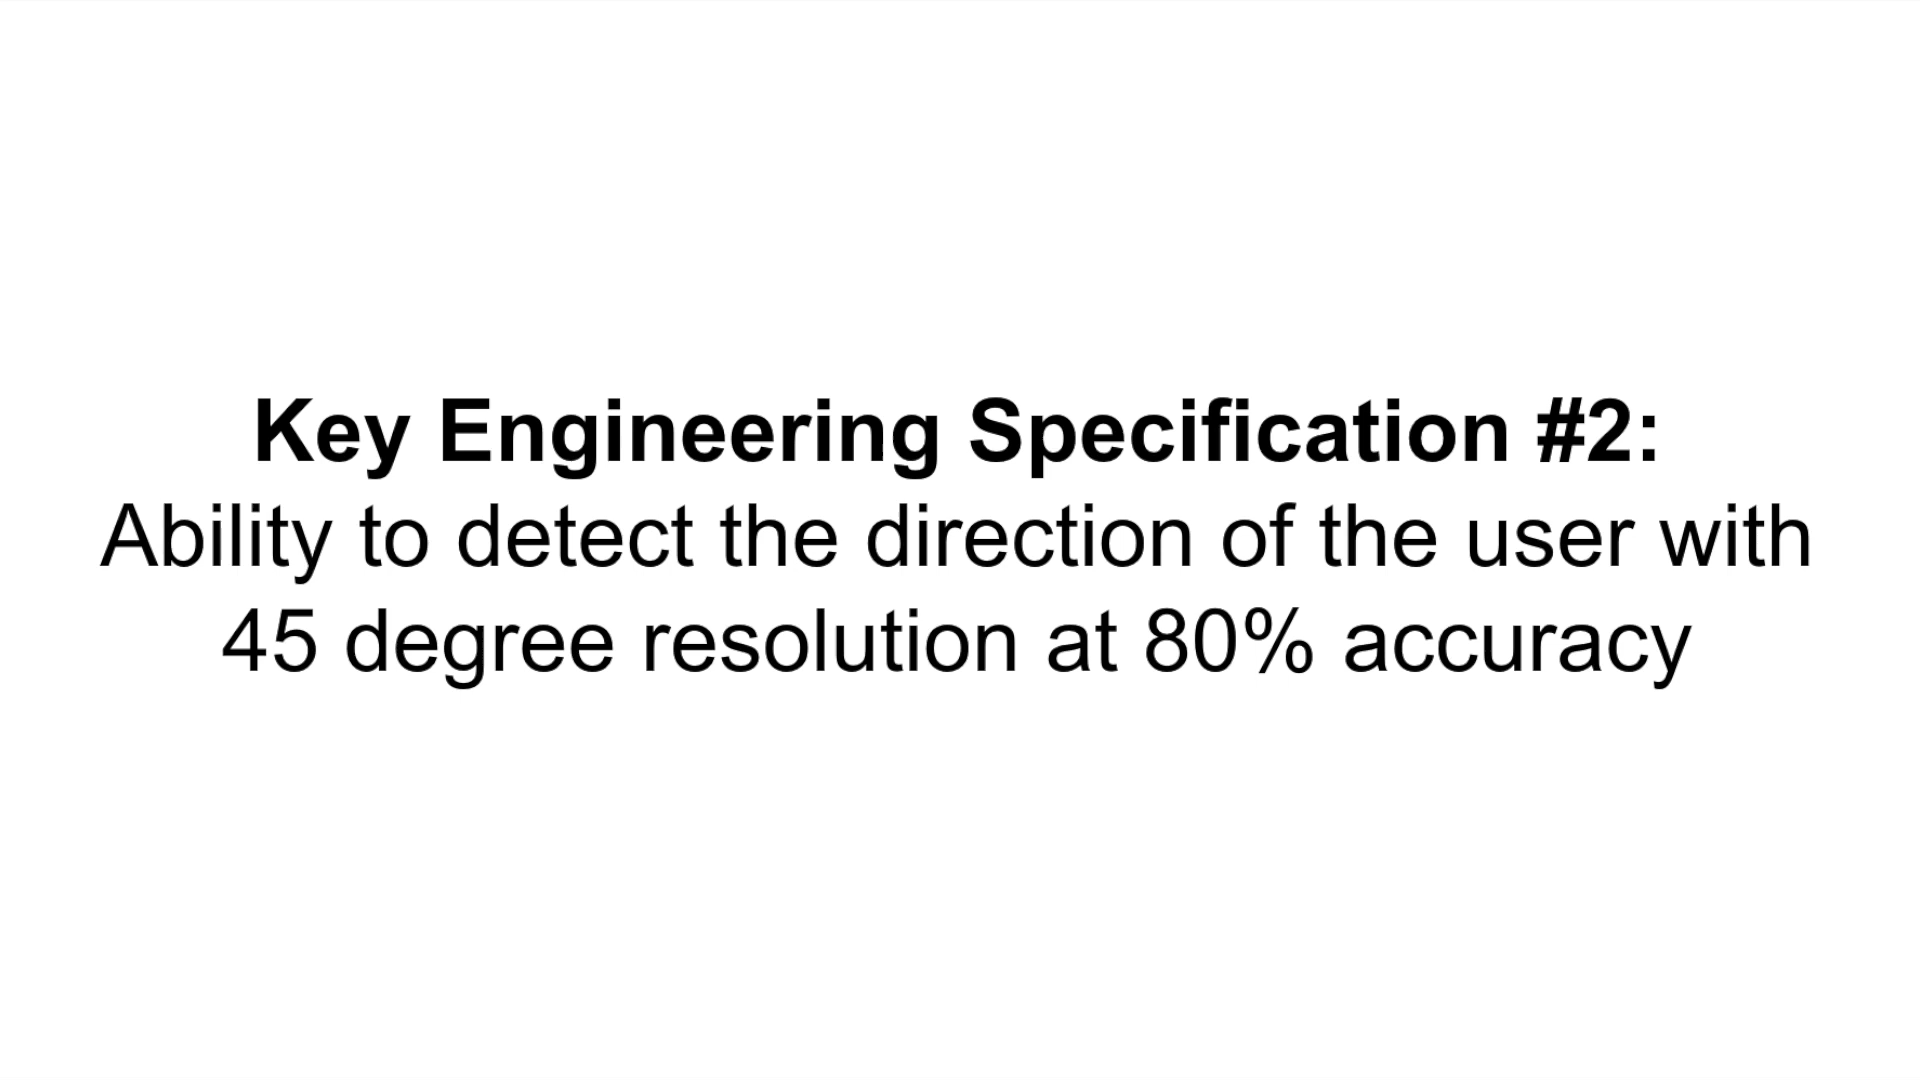 Key Engineering Specification #2:
Ability to detect the direction of the user with
45 degree resolution at 80% accuracy